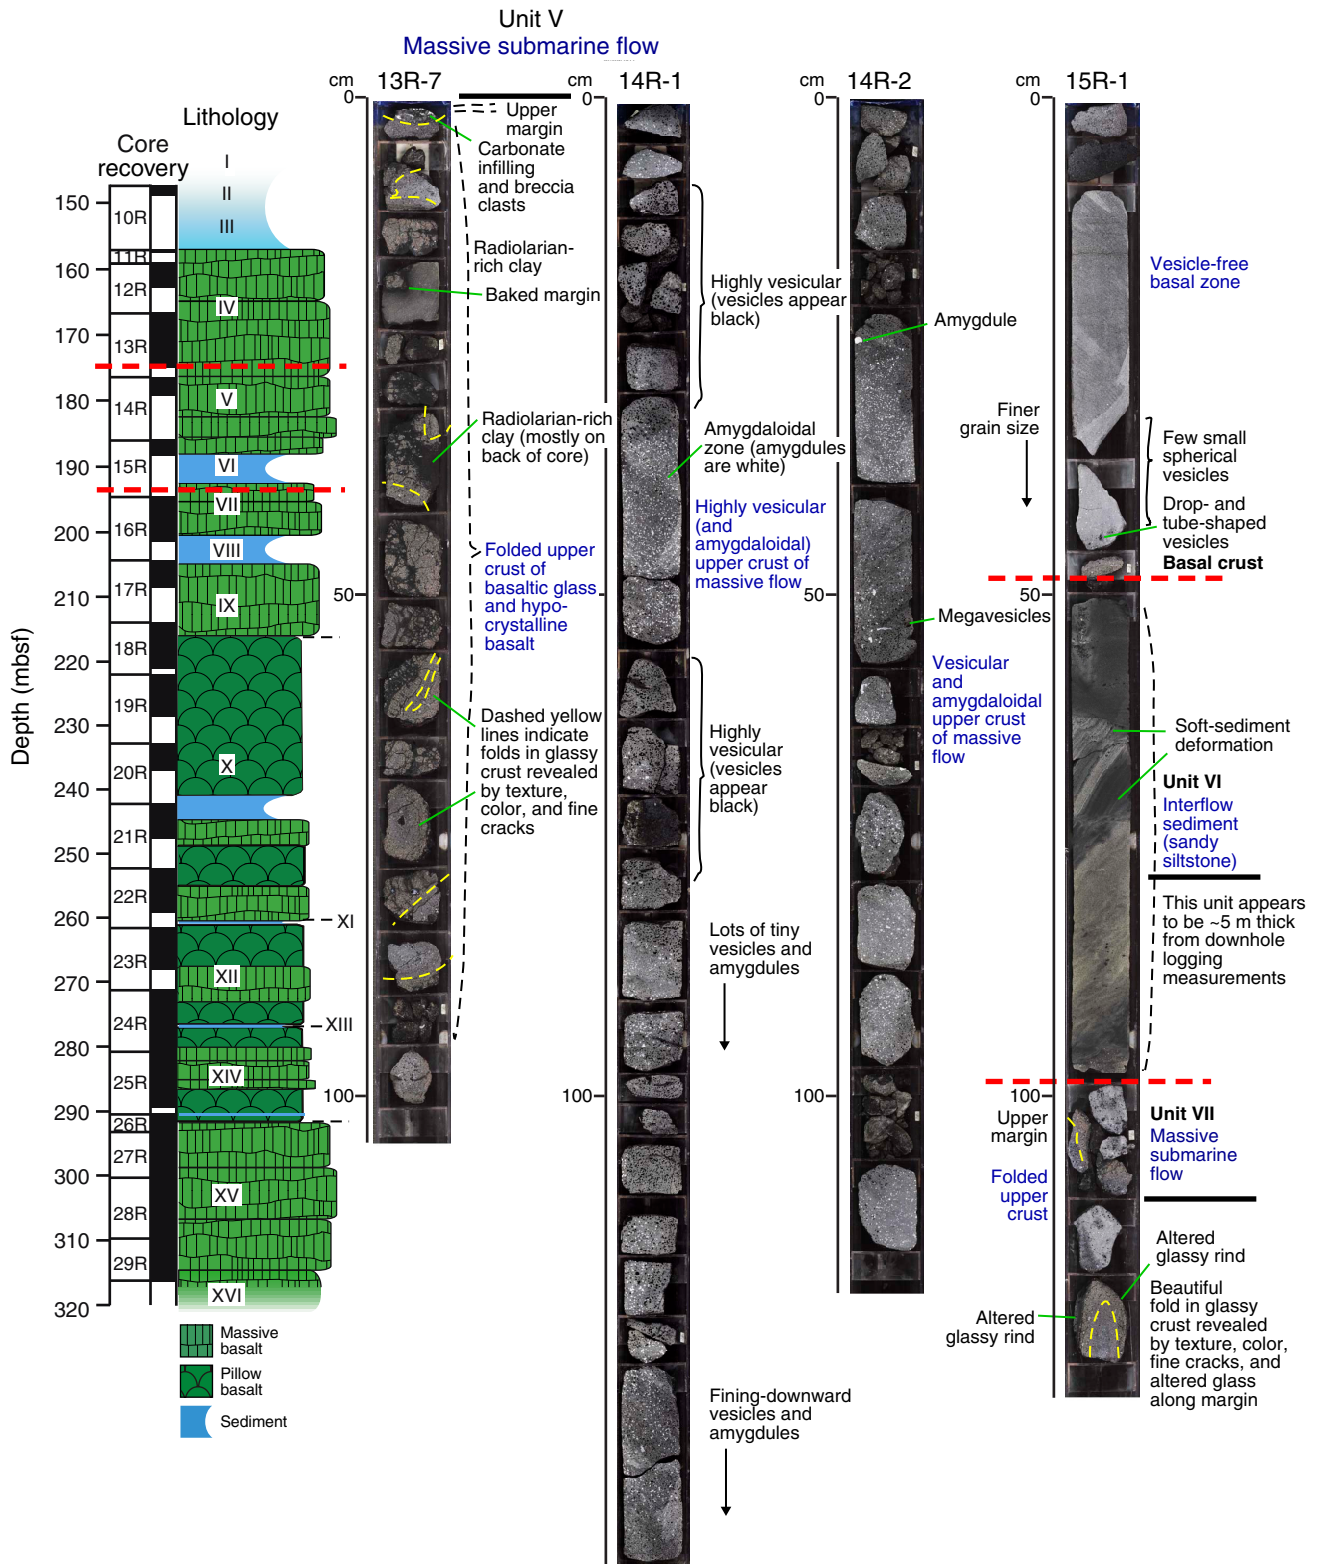 Unit V
Massive submarine flow
cm 13R-7
cm 14R-1
cm 14R-2
cm 15R-1
Lithology
Core
recovery
Depth (mbsf)
150
160
170
180
190
200
210
220
230
240
250
260
270
280
290
300
310
320
10R
11R
12R
13R
14R
15R
16R
17R
18R
19R
20R
21R
22R
23R
24R
25R
26R
27R
28R
29R
I
II
III
IV
V
VI
VII
VIII
IX
X
XI
XII
XIII
XIV
XV
XVI
Massive
basalt
Pillow
basalt
Sediment
0
50
100
Upper
margin
Carbonate
infilling
and breccia
clasts
Radiolarian-
rich clay
Baked margin
Radiolarian-rich
clay (mostly on
back of core)
Folded upper
crust of
basaltic glass
and hypo-
crystalline
basalt
Dashed yellow
lines indicate
folds in glassy
crust revealed
by texture,
color, and fine
cracks
0
50
100
Highly vesicular
(vesicles appear
black)
Amygdaloidal
zone (amygdules
are white)
Highly vesicular
(and
amygdaloidal)
upper crust of
massive flow
Highly
vesicular
(vesicles
appear
black)
Lots of tiny
vesicles and
amygdules
Fining-downward
vesicles and
amygdules
0
50
100
Amygdule
Megavesicles
Vesicular
and
amygdaloidal
upper crust
of massive
flow
Finer
grain size
0
50
100
Vesicle-free
basal zone
Few small
spherical
vesicles
Drop- and
tube-shaped
vesicles
Basal crust
Soft-sediment
deformation
Unit VI
Interflow
sediment
(sandy
siltstone)
This unit appears
to be ~5 m thick
from downhole
logging
measurements
Upper
margin
Folded
upper
crust
Unit VII
Massive
submarine
flow
Altered
glassy rind
Altered
glassy rind
Beautiful
fold in glassy
crust revealed
by texture, color,
fine cracks, and
altered glass
along margin